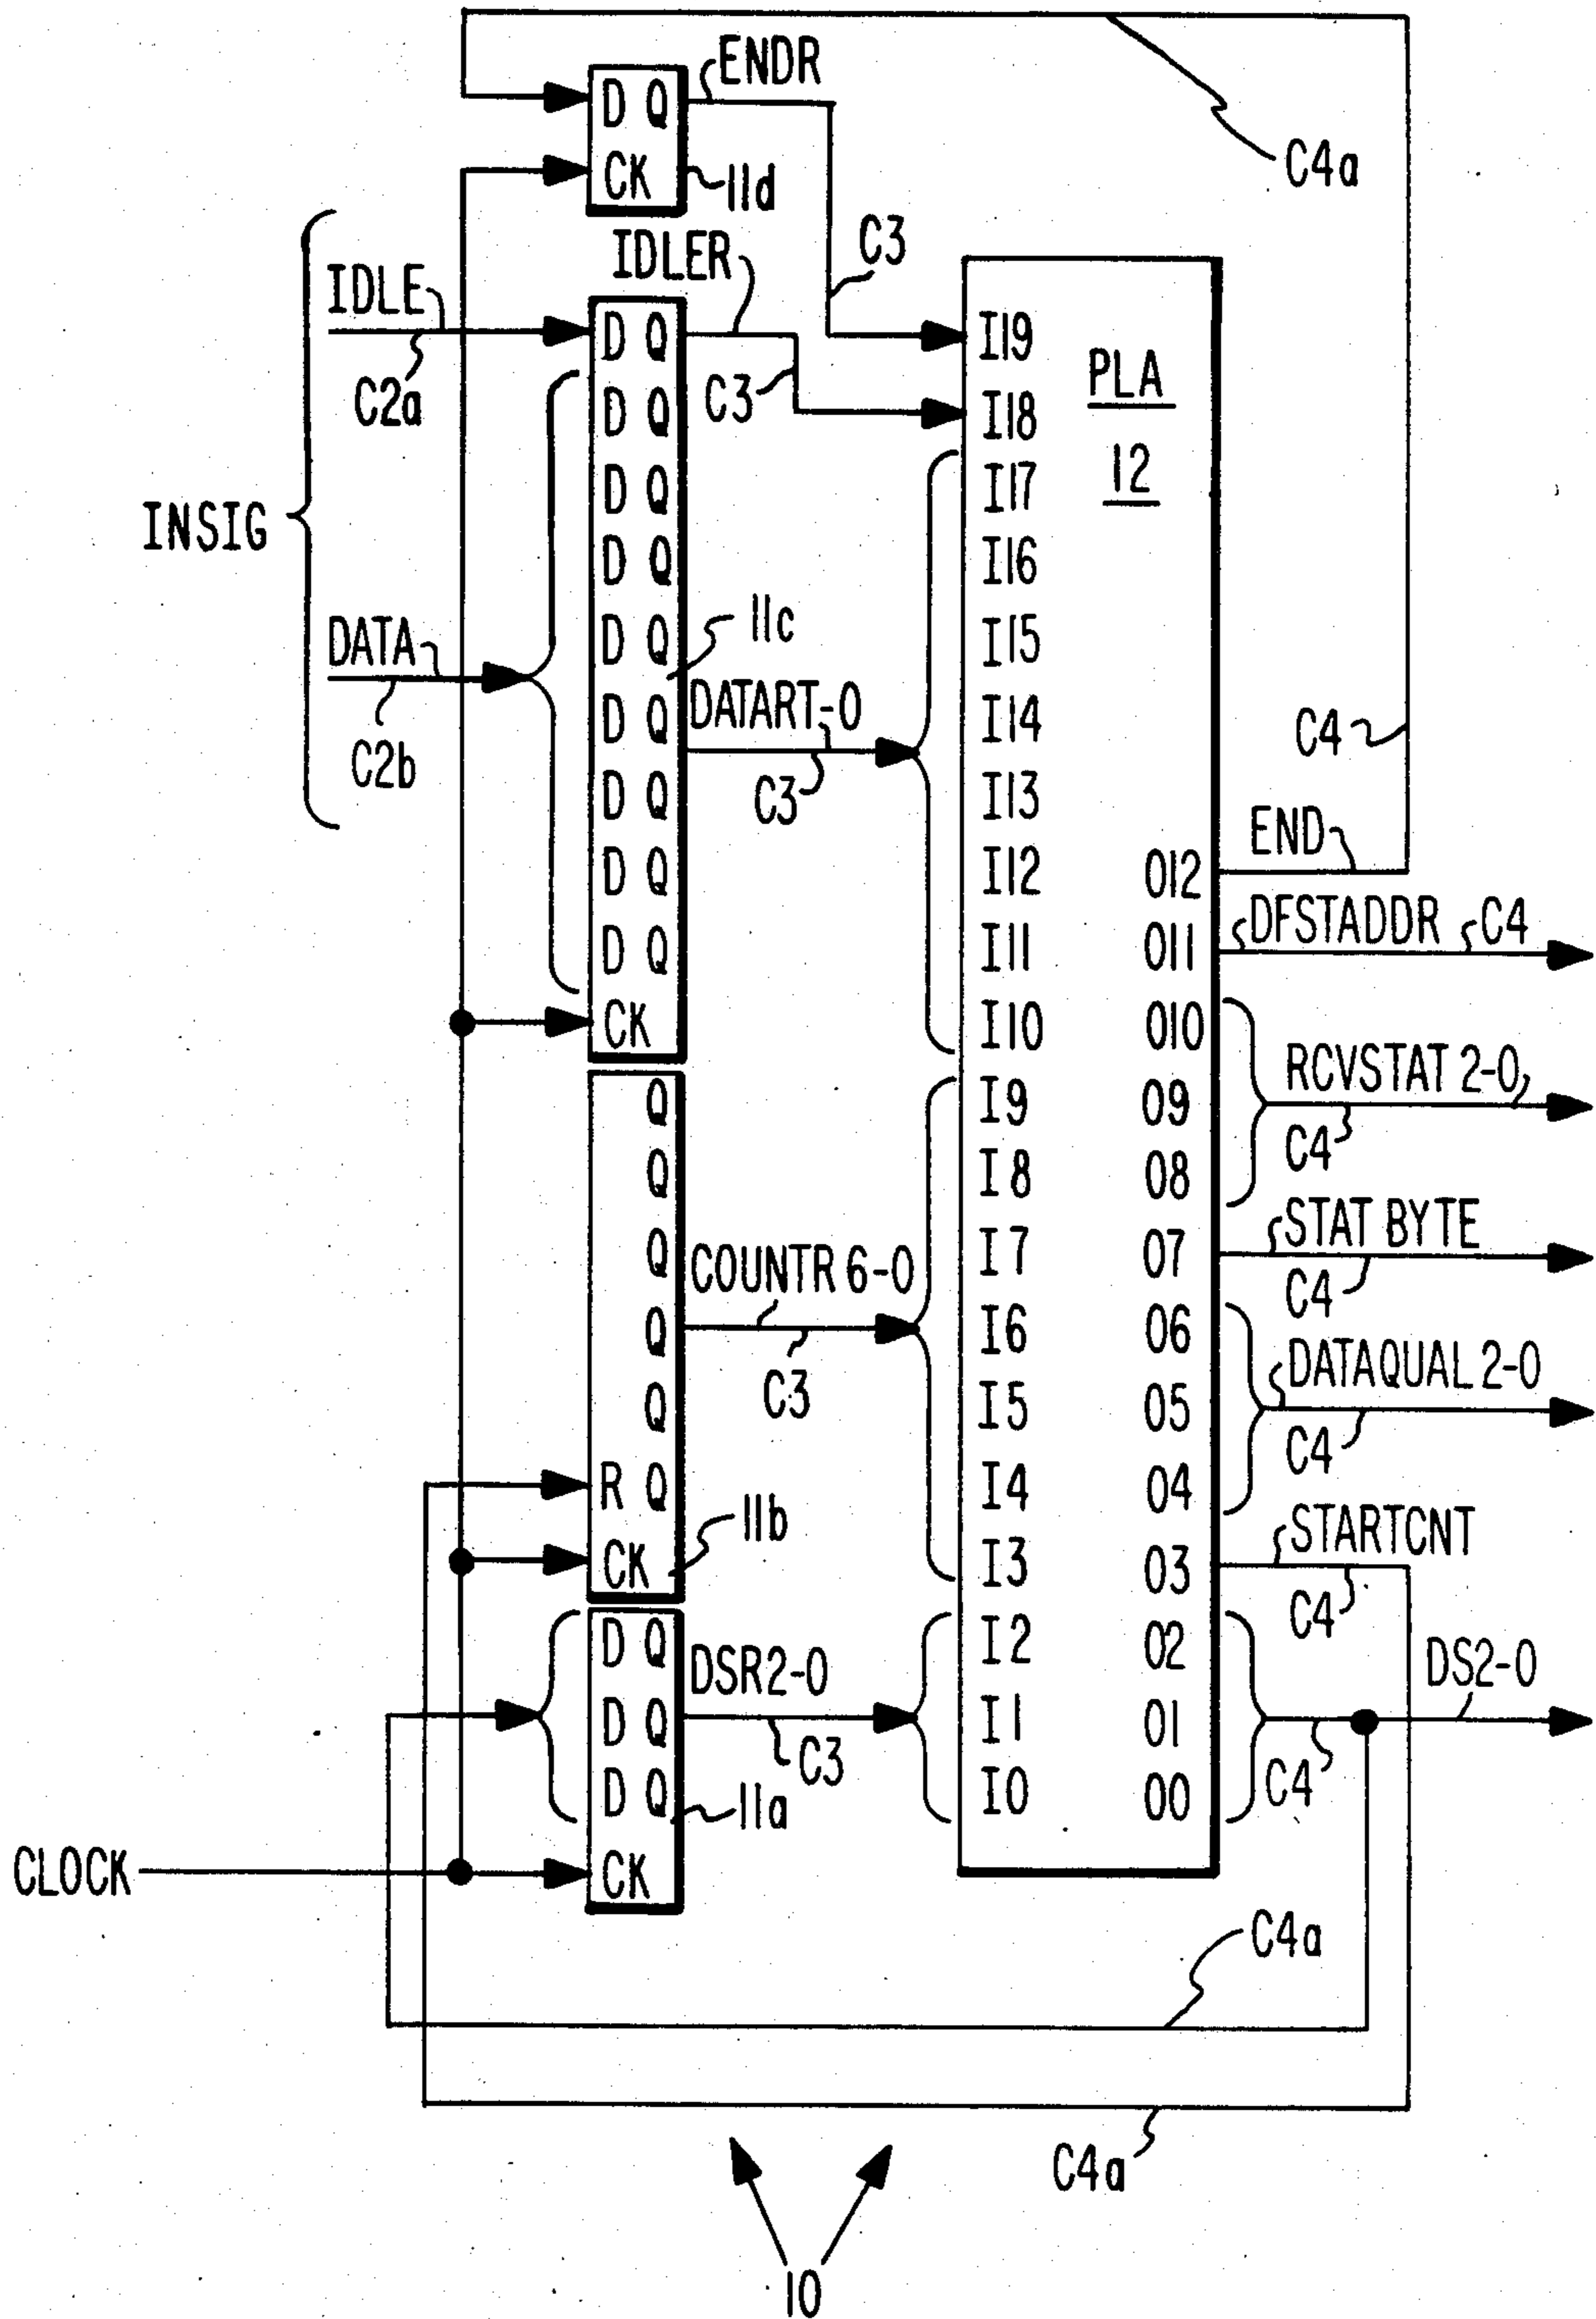 C4a
D Q
ENDR
CK
11d
C3
IDLE
C2a
IDLER
D Q
C3
D Q
D Q
D Q
D Q
D Q
D Q
D Q
D Q
CK
11c
INSIG
DATA
C2b
DATART-0
C3
Q
Q
Q
Q
Q
R Q
CK
11b
COUNTR 6-0
C3
D Q
D Q
D Q
CK
11a
DSR2-0
C3
CLOCK
PLA
12
I19
I18
I17
I16
I15
I14
I13
I12
I11
I10
I9
I8
I7
I6
I5
I4
I3
I2
I1
I0
O12
O11
O10
O9
O8
O7
O6
O5
O4
O3
O2
O1
O0
C4
END
DFSTADDR
C4
RCVSTAT 2-0
C4
STAT BYTE
C4
DATAQUAL 2-0
C4
STARTCNT
C4
DS2-0
C4
C4a
C4a
10